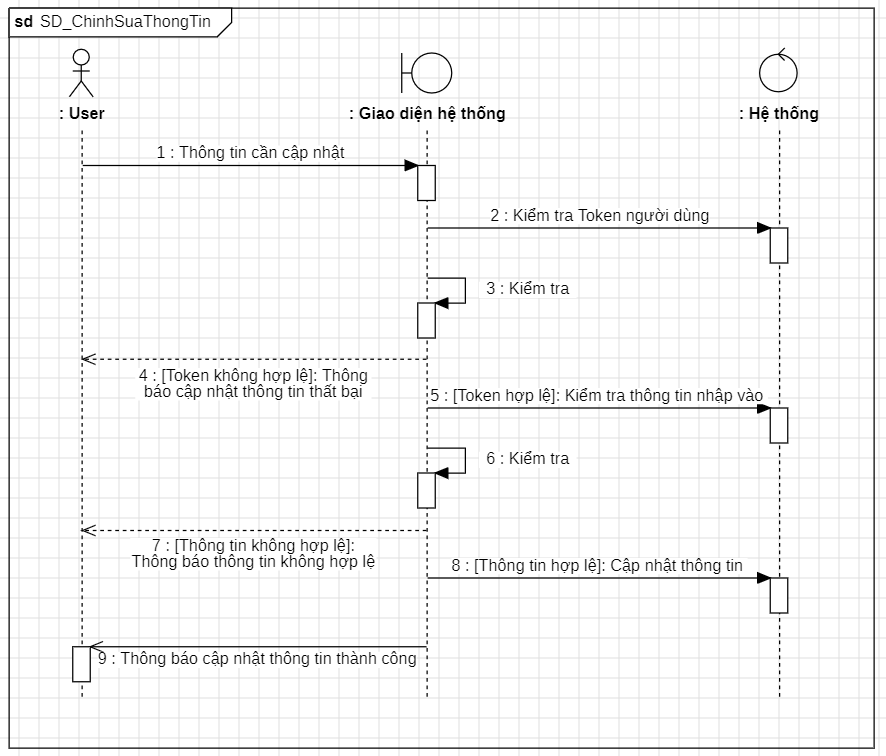 sd SD_ChinhSuaThongTin
: User
: Giao diện hệ thống
: Hệ thống
1 : Thông tin cần cập nhật
2 : Kiểm tra Token người dùng
3 : Kiểm tra
4 : [Token không hợp lệ]: Thông
báo cập nhật thông tin thất bại
5 : [Token hợp lệ]: Kiểm tra thông tin nhập vào
6 : Kiểm tra
7 : [Thông tin không hợp lệ]:
Thông báo thông tin không hợp lệ
8 : [Thông tin hợp lệ]: Cập nhật thông tin
9 : Thông báo cập nhật thông tin thành công